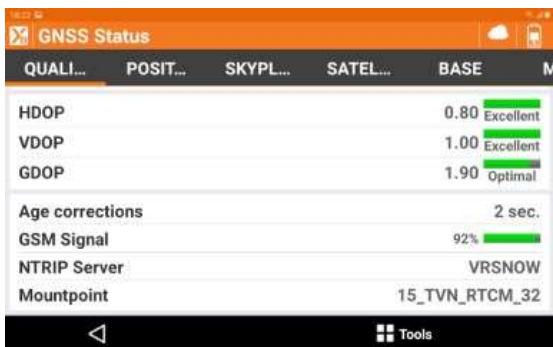 GNSS Status
QUALI... POSIT... SKYPL... SATEL... BASE
HDOP 0.80 Excellent
VDOP 1.00 Excellent
GDOP 1.90 Optimal
Age corrections 2 sec.
GSM Signal 92%
NTRIP Server VRSNOW
Mountpoint 15_TVN_RTCM_32
Tools